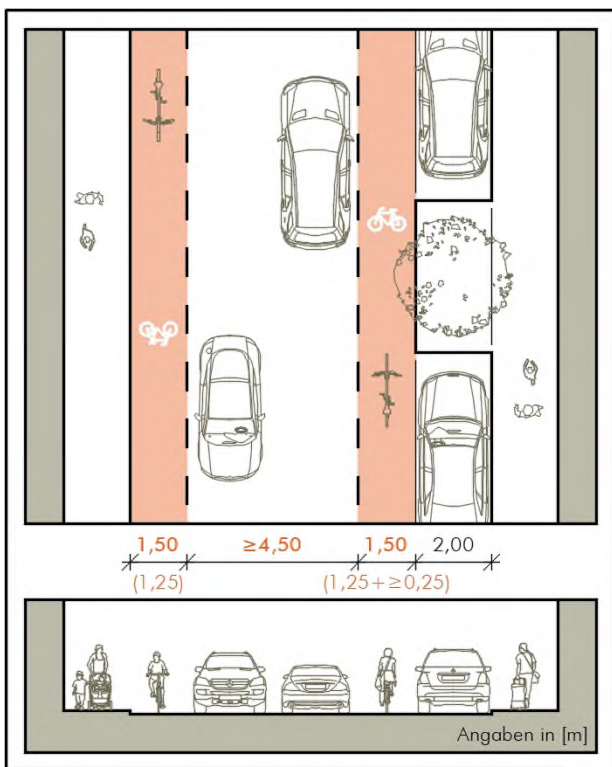 1,50 ≥4,50 1,50 2,00
(1,25) (1,25+≥0,25)
Angaben in [m]